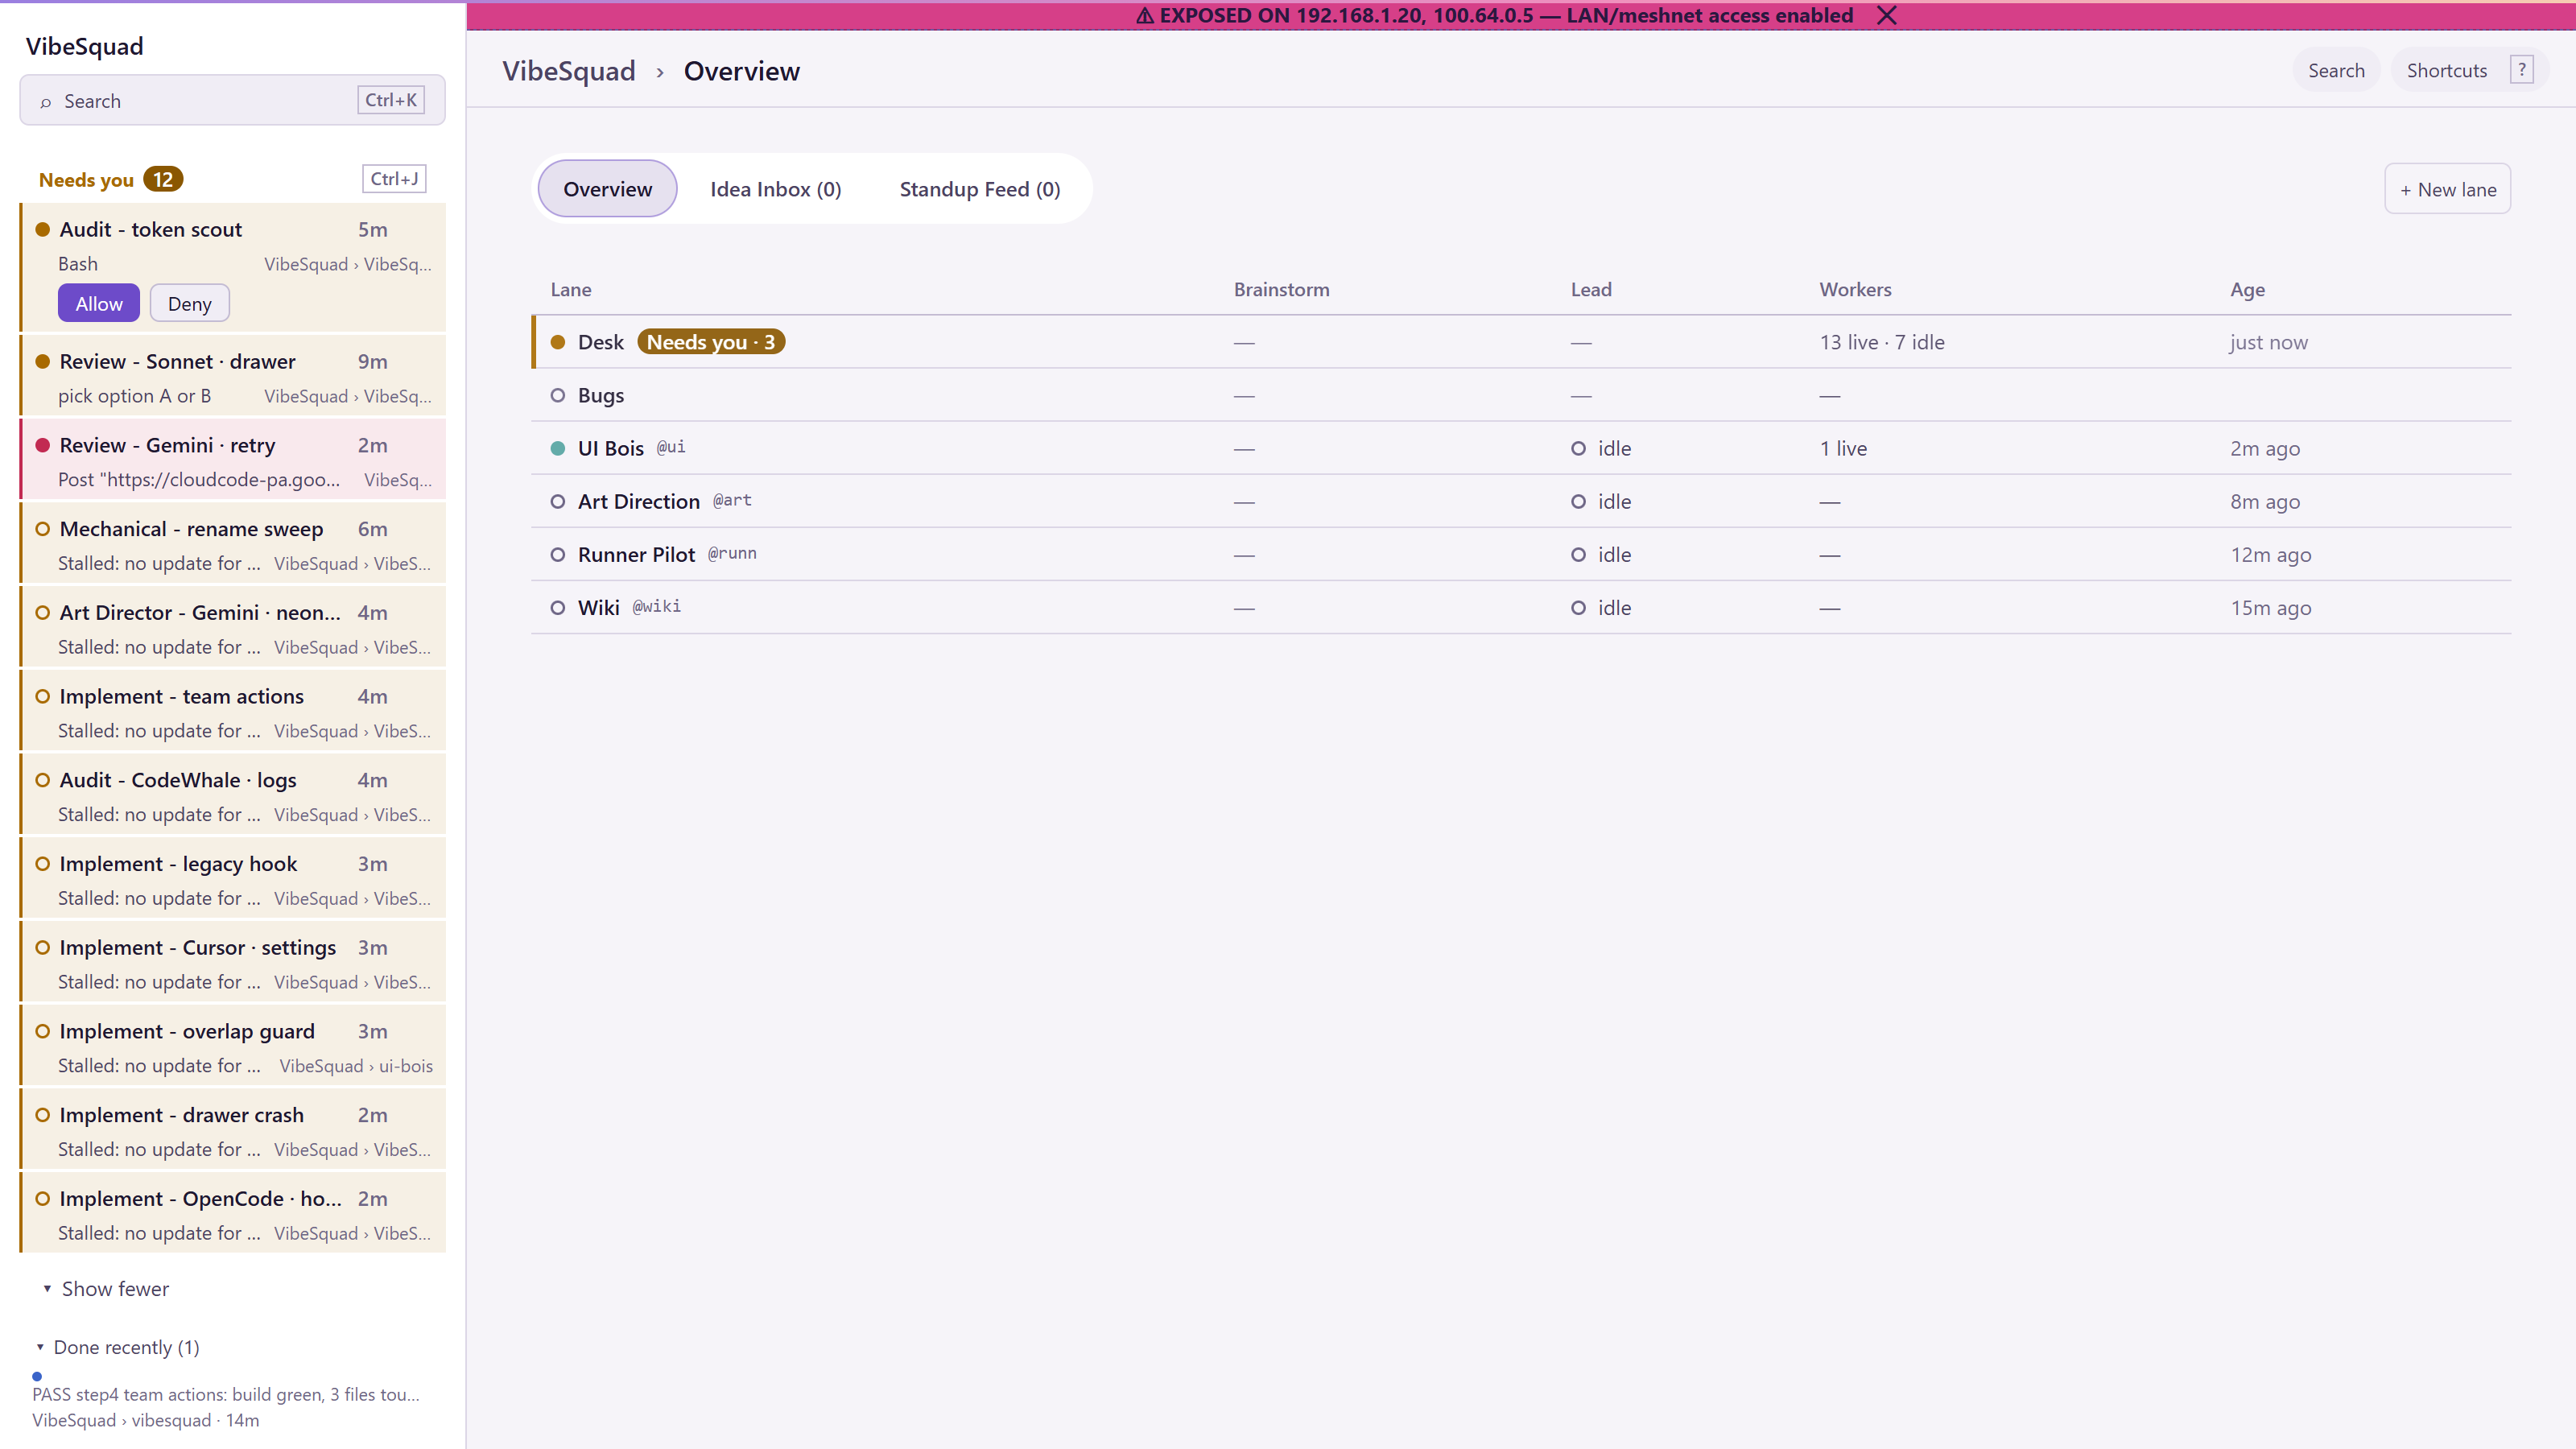 ⚠ EXPOSED ON 192.168.1.20, 100.64.0.5 — LAN/meshnet access enabled ✕
VibeSquad
⌕ Search Ctrl+K
Needs you 12 Ctrl+J
Audit - token scout 5m
Bash VibeSquad › VibeSq...
Allow Deny
Review - Sonnet · drawer 9m
pick option A or B VibeSquad › VibeSq...
Review - Gemini · retry 2m
Post "https://cloudcode-pa.goo... VibeSq...
Mechanical - rename sweep 6m
Stalled: no update for ... VibeSquad › VibeS...
Art Director - Gemini · neon... 4m
Stalled: no update for ... VibeSquad › VibeS...
Implement - team actions 4m
Stalled: no update for ... VibeSquad › VibeS...
Audit - CodeWhale · logs 4m
Stalled: no update for ... VibeSquad › VibeS...
Implement - legacy hook 3m
Stalled: no update for ... VibeSquad › VibeS...
Implement - Cursor · settings 3m
Stalled: no update for ... VibeSquad › VibeS...
Implement - overlap guard 3m
Stalled: no update for ... VibeSquad › ui-bois
Implement - drawer crash 2m
Stalled: no update for ... VibeSquad › VibeS...
Implement - OpenCode · ho... 2m
Stalled: no update for ... VibeSquad › VibeS...
▾ Show fewer
▾ Done recently (1)
PASS step4 team actions: build green, 3 files tou...
VibeSquad › vibesquad · 14m
VibeSquad › Overview
Search Shortcuts ?
Overview Idea Inbox (0) Standup Feed (0)
+ New lane
Lane Brainstorm Lead Workers Age
Desk Needs you · 3 — — 13 live · 7 idle just now
Bugs — — —
UI Bois @ui — idle 1 live 2m ago
Art Direction @art — idle — 8m ago
Runner Pilot @runn — idle — 12m ago
Wiki @wiki — idle — 15m ago